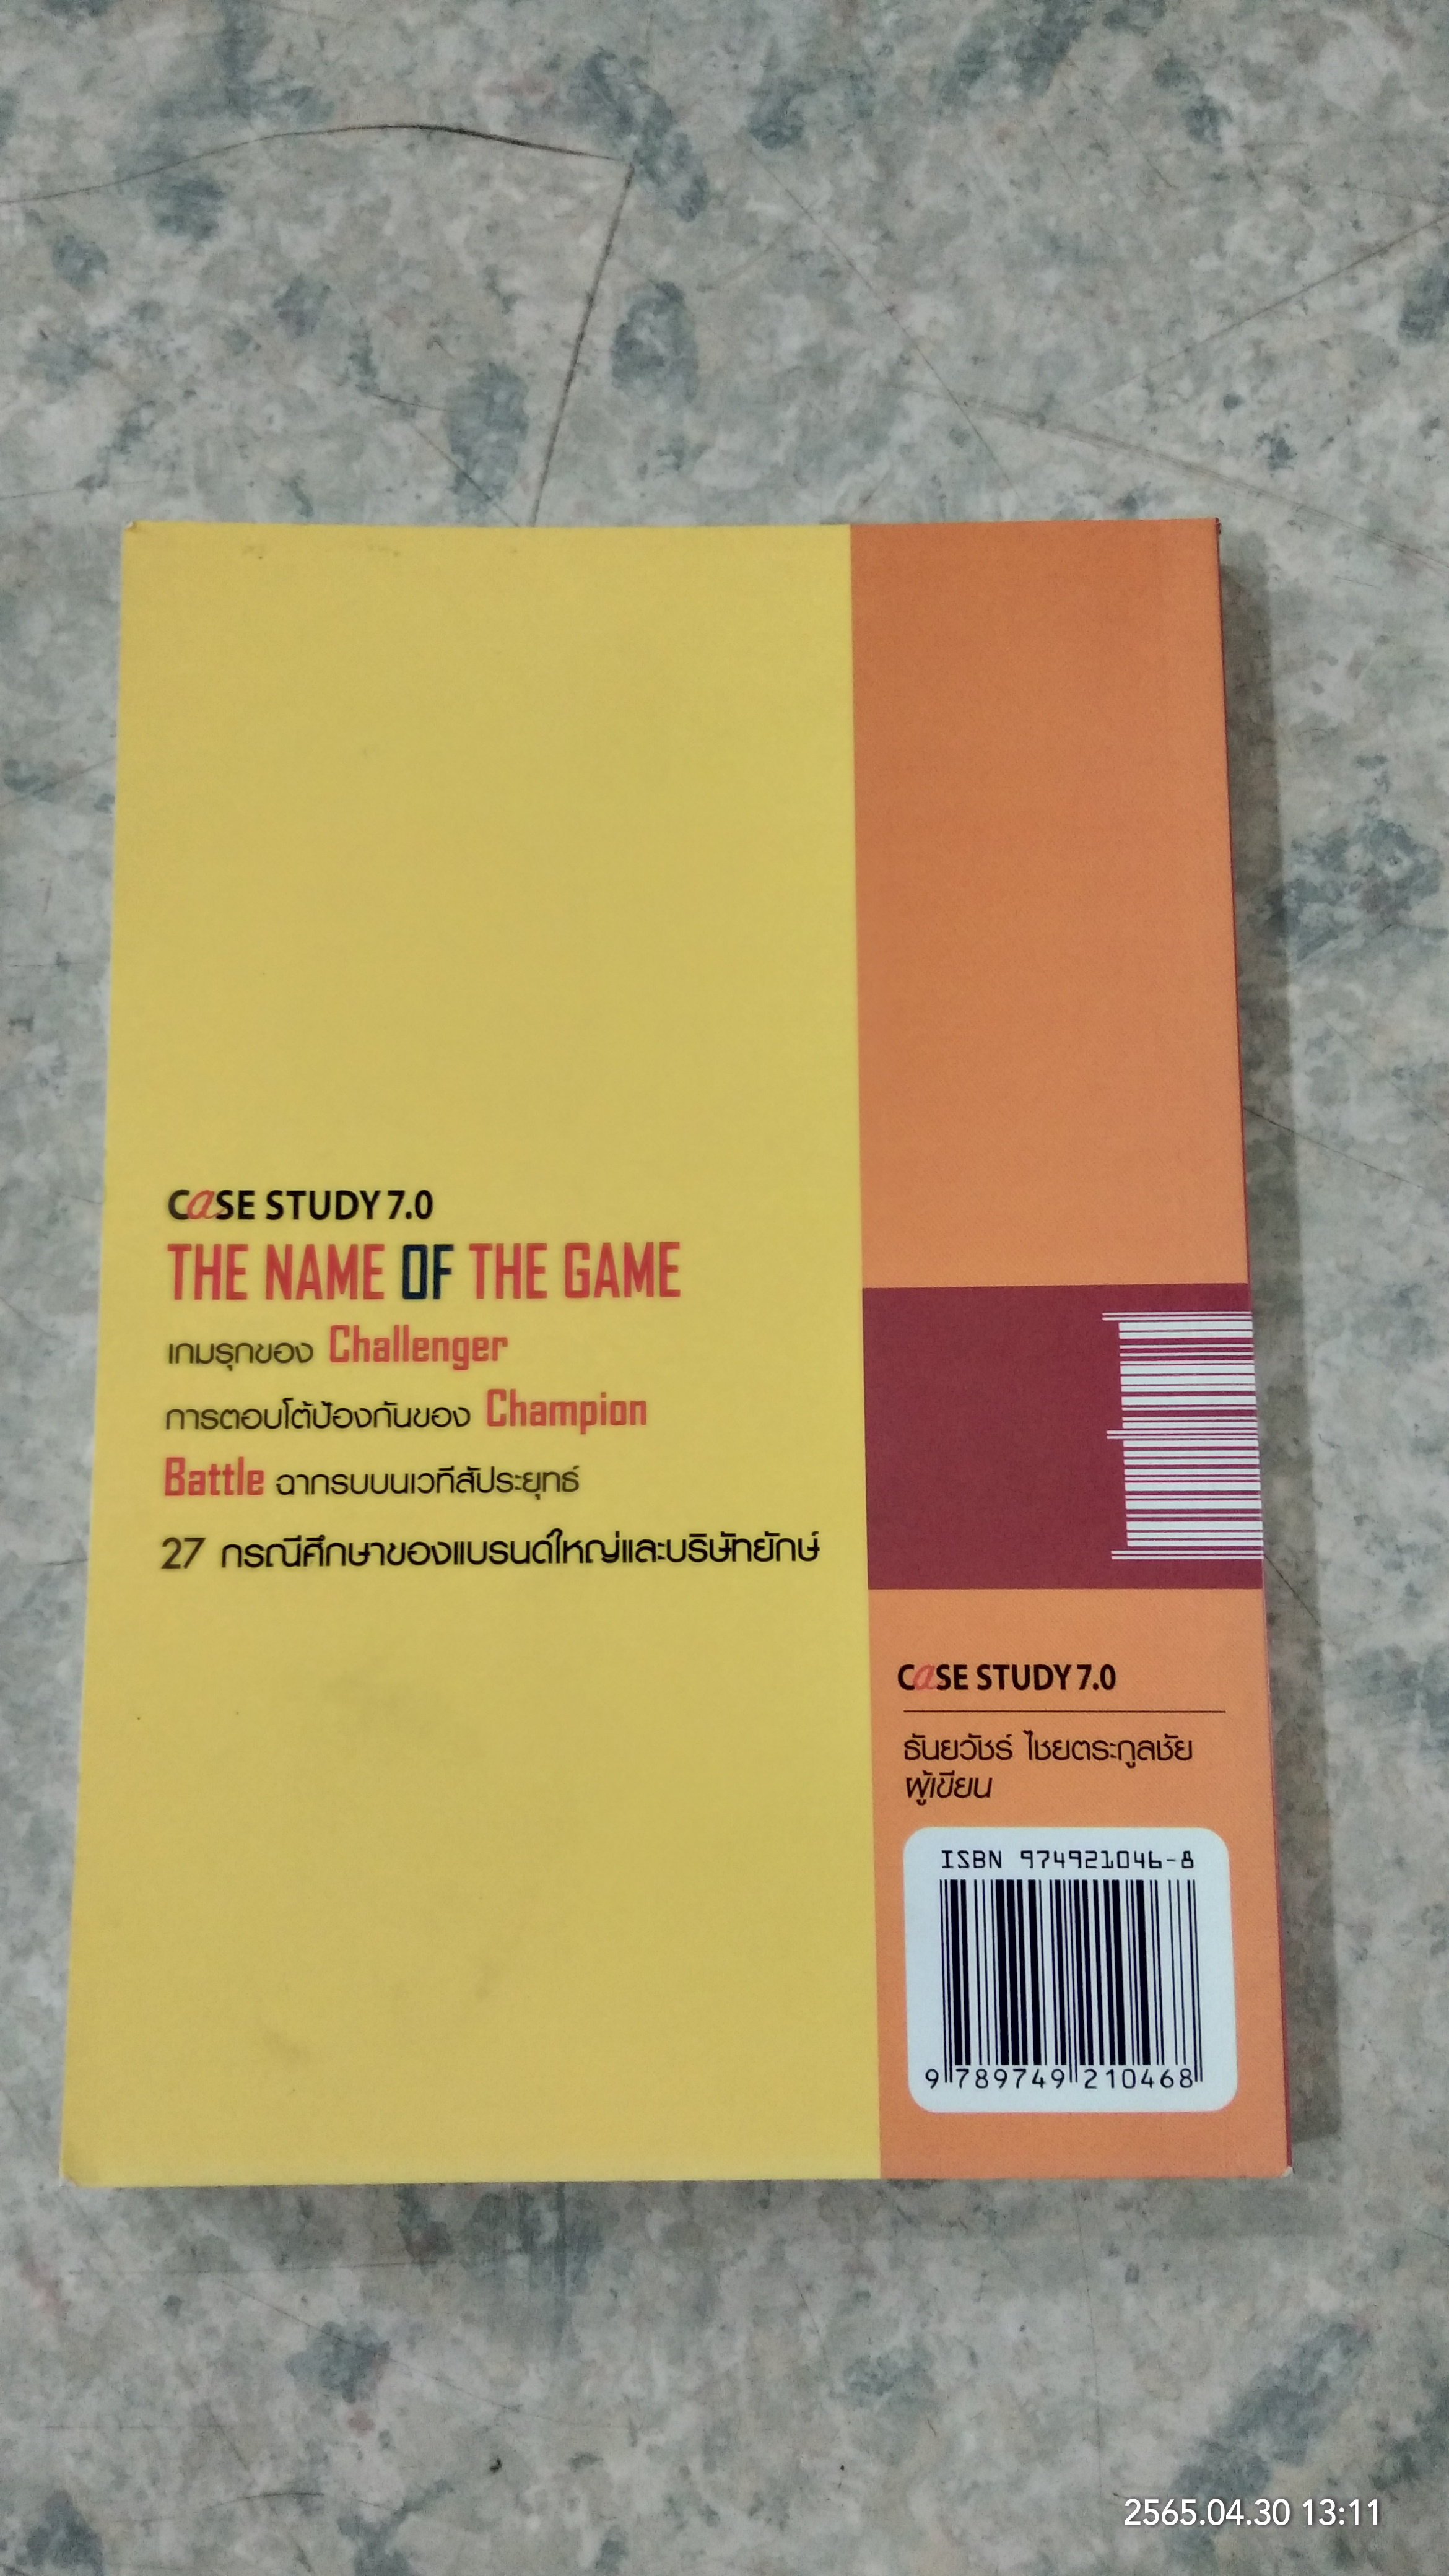 CaSE STUDY 7.0
THE NAME OF THE GAME
เกมรุกของ Challenger
การตอบโต้ป้องกันของ Champion
Battle ฉากรบบนเวทีสัประยุทธ์
27 กรณีศึกษาของแบรนด์ใหญ่และบริษัทยักษ์
CaSE STUDY 7.0
ธันยวัชร์ ไชยตระกูลชัย
ผู้เขียน
ISBN 974921046-8
9 789749 210468
2565.04.30 13:11